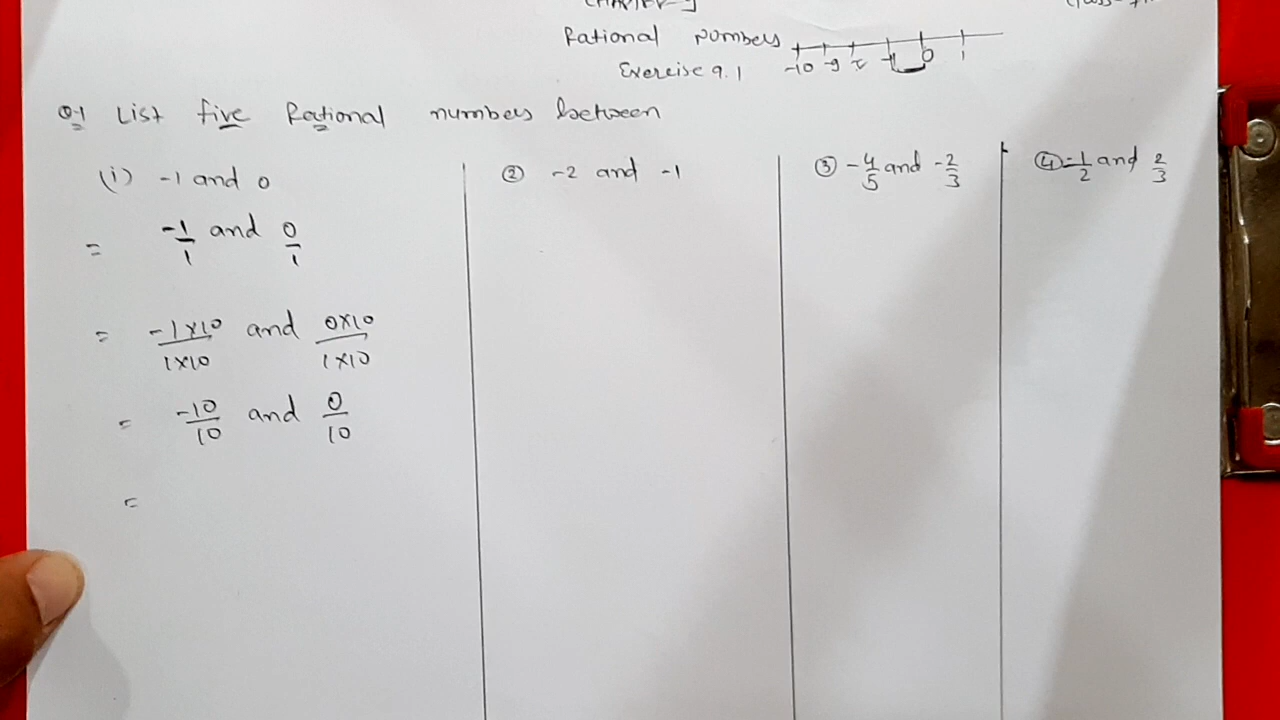 Rational numbers
Exercise 9.1
-10 -9 -1 0 1
Q.1 List five Rational numbers between
(i) -1 and 0
= -1/1 and 0/1
= -1×10/1×10 and 0×10/1×10
= -10/10 and 0/10
=
② -2 and -1
③ -4/5 and -2/3
④ -1/2 and 2/3